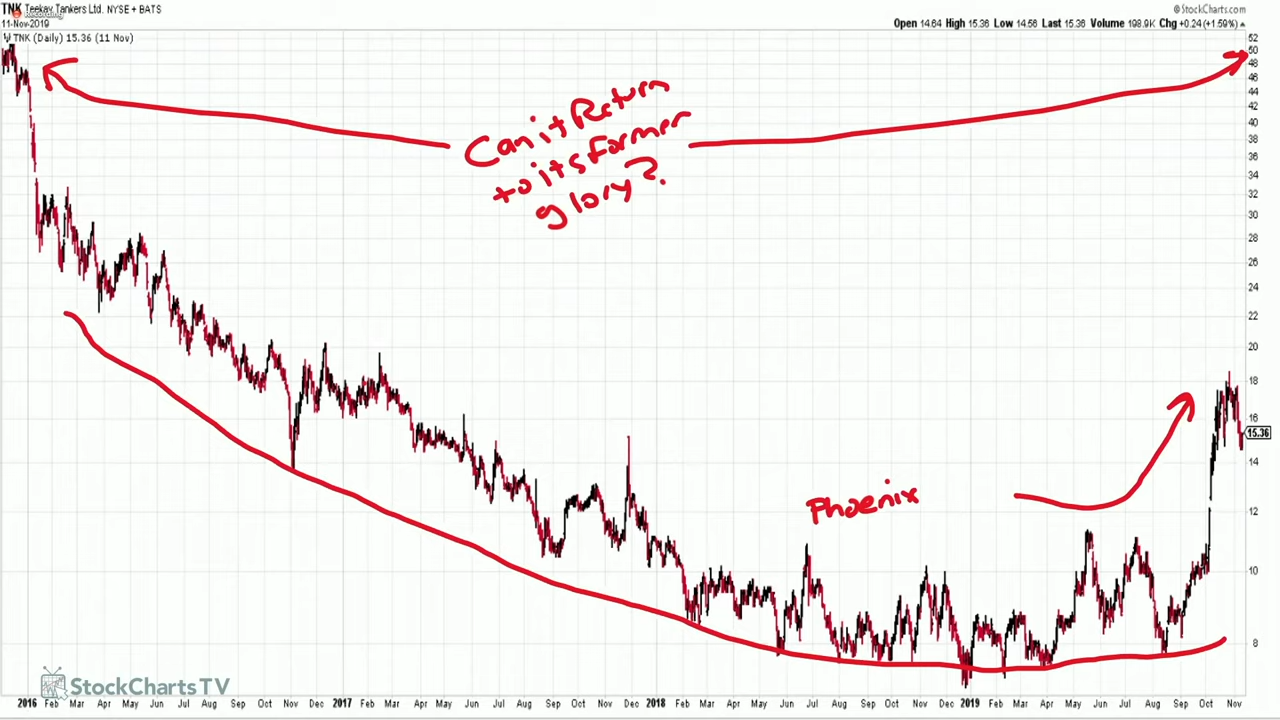 TNK Teekay Tankers Ltd. NYSE + BATS
© StockCharts.com
11-Nov-2019
Open 14.64 High 15.36 Low 14.56 Last 15.36 Volume 198.9K Chg +0.24 (+1.59%)
TNK (Daily) 15.36 (11 Nov)
52
50
48
46
44
42
40
38
36
34
32
30
28
26
24
22
20
18
16
15.36
14
12
10
8
Can it Return
to its Former
glory?
Phoenix
StockCharts TV
2016 Feb Mar Apr May Jun Jul Aug Sep Oct Nov Dec 2017 Feb Mar Apr May Jun Jul Aug Sep Oct Nov Dec 2018 Feb Mar Apr May Jun Jul Aug Sep Oct Nov Dec 2019 Feb Mar Apr May Jun Jul Aug Sep Oct Nov